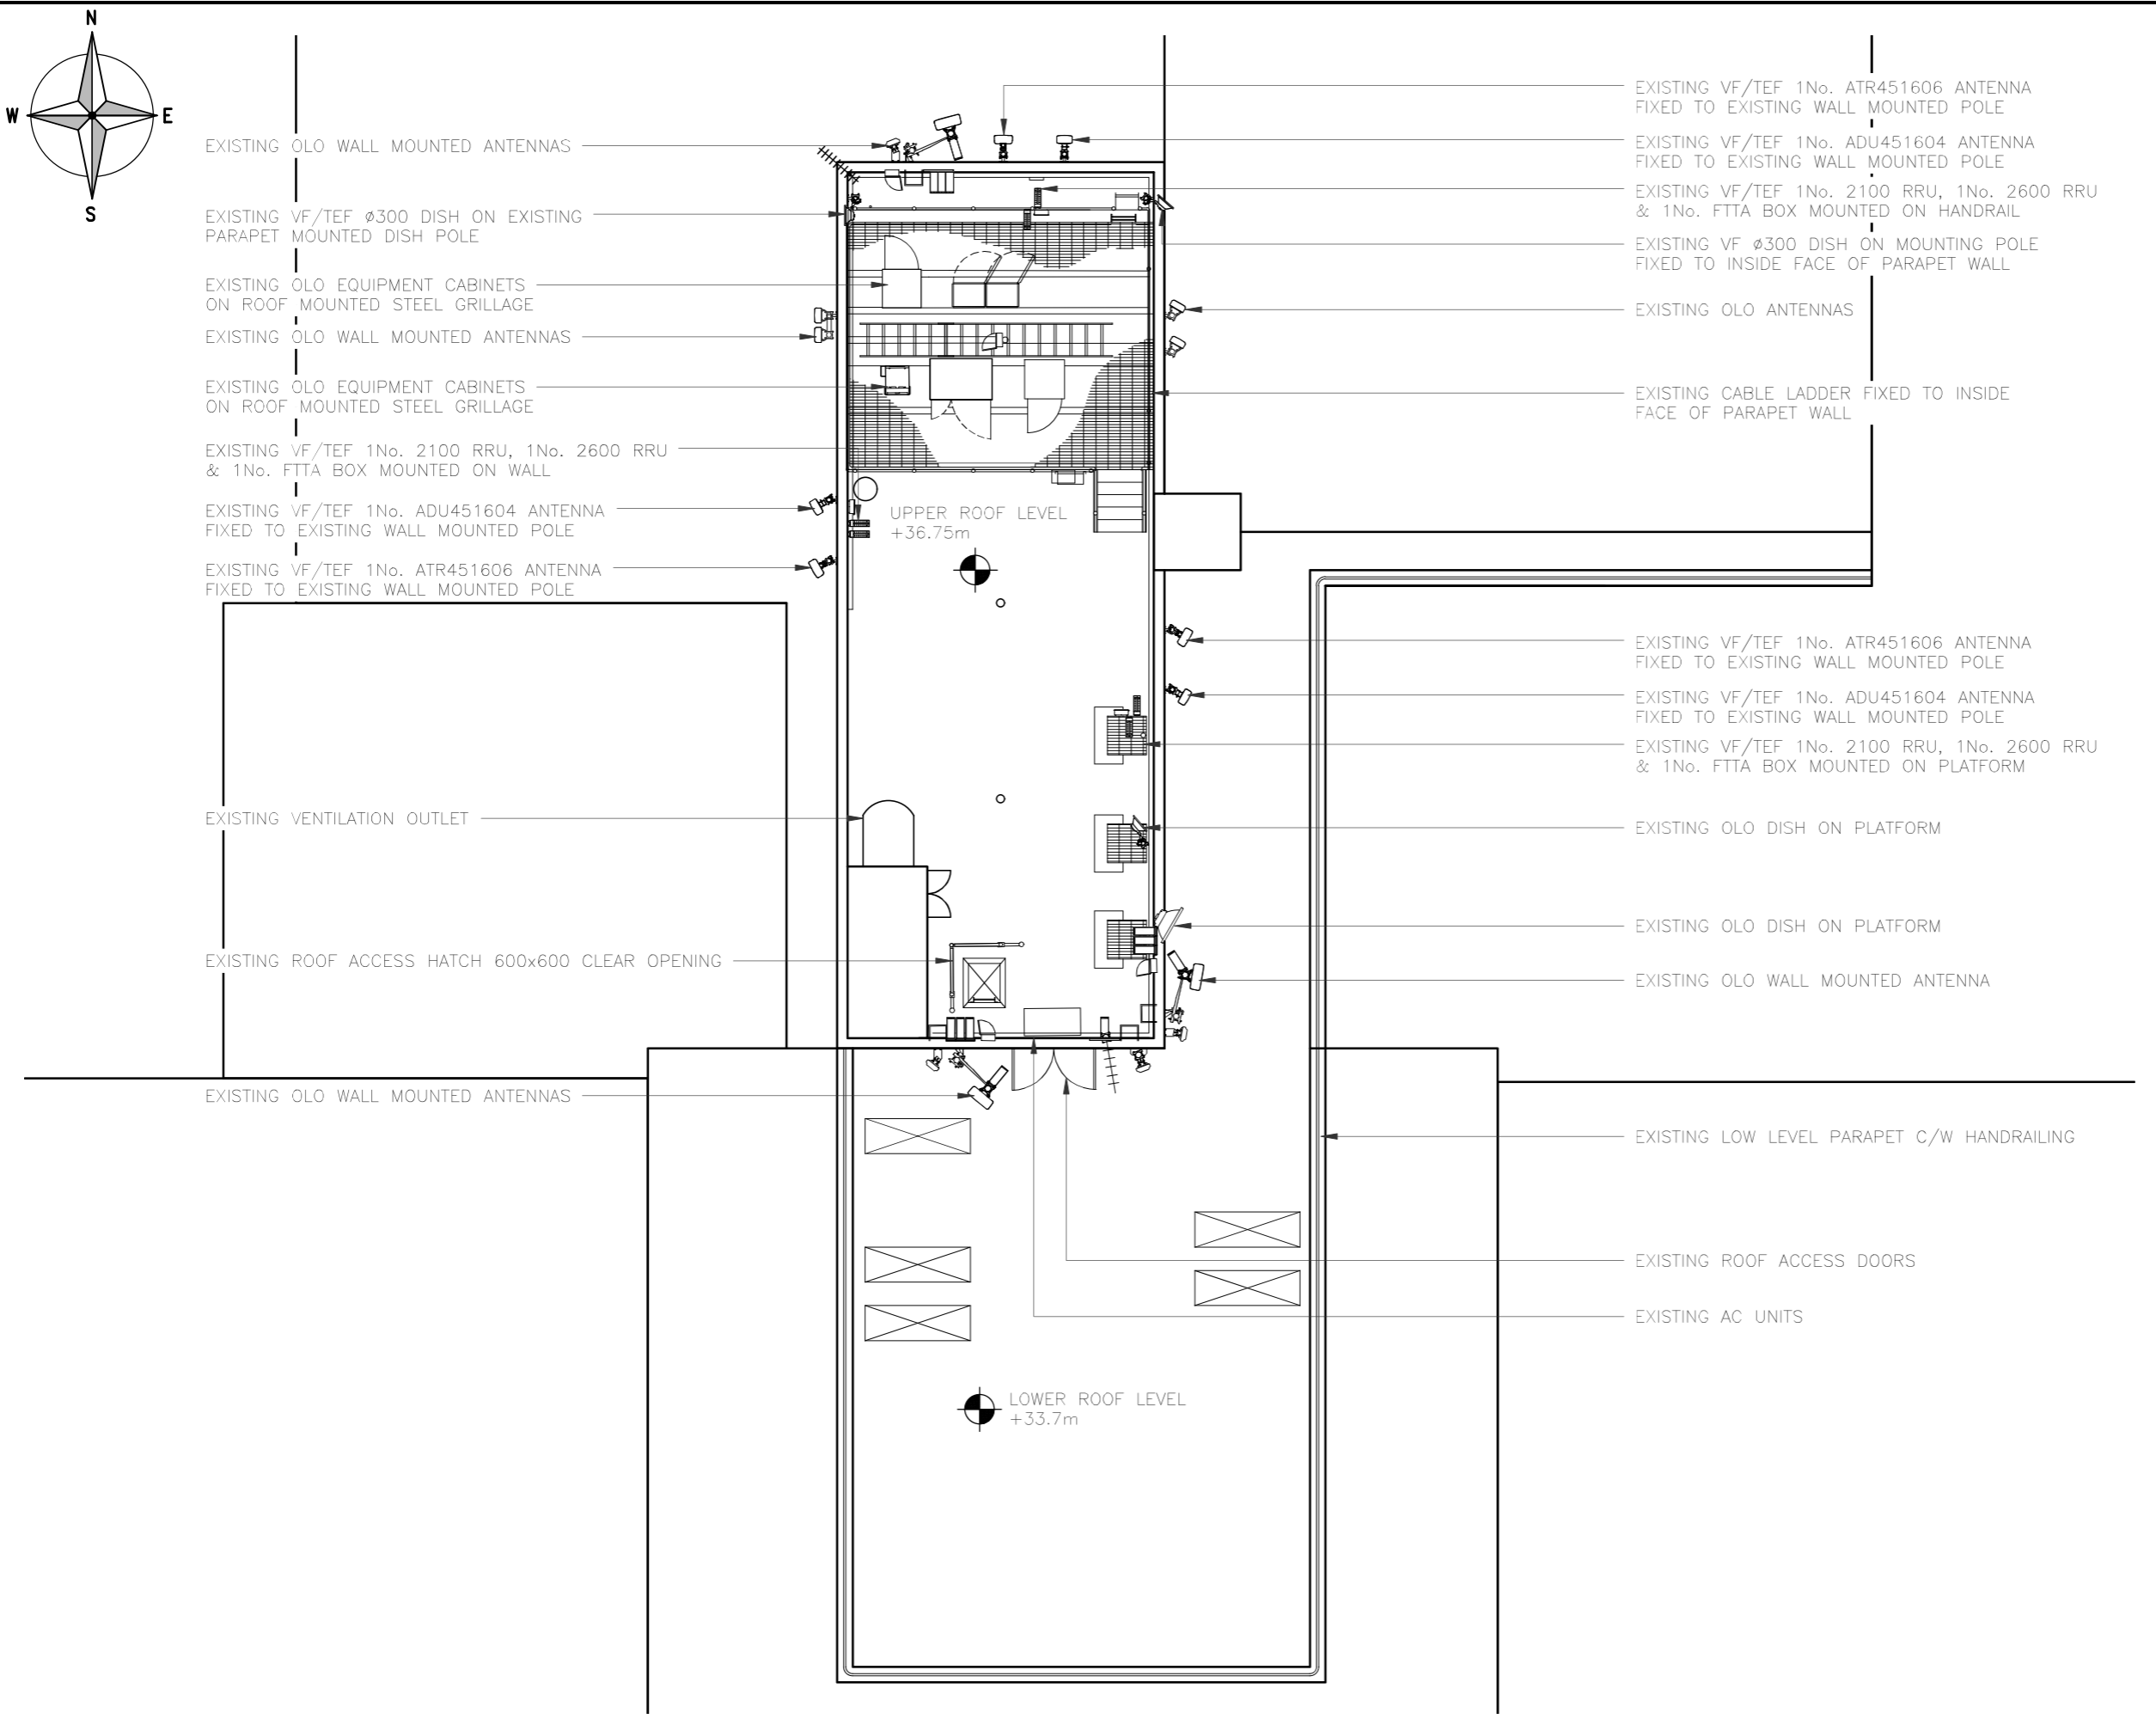 N
W
E
S
EXISTING OLO WALL MOUNTED ANTENNAS
EXISTING VF/TEF ø300 DISH ON EXISTING
PARAPET MOUNTED DISH POLE
EXISTING OLO EQUIPMENT CABINETS
ON ROOF MOUNTED STEEL GRILLAGE
EXISTING OLO WALL MOUNTED ANTENNAS
EXISTING OLO EQUIPMENT CABINETS
ON ROOF MOUNTED STEEL GRILLAGE
EXISTING VF/TEF 1No. 2100 RRU, 1No. 2600 RRU
& 1No. FTTA BOX MOUNTED ON WALL
EXISTING VF/TEF 1No. ADU451604 ANTENNA
FIXED TO EXISTING WALL MOUNTED POLE
EXISTING VF/TEF 1No. ATR451606 ANTENNA
FIXED TO EXISTING WALL MOUNTED POLE
EXISTING VENTILATION OUTLET
EXISTING ROOF ACCESS HATCH 600x600 CLEAR OPENING
EXISTING OLO WALL MOUNTED ANTENNAS
UPPER ROOF LEVEL
+36.75m
LOWER ROOF LEVEL
+33.7m
EXISTING VF/TEF 1No. ATR451606 ANTENNA
FIXED TO EXISTING WALL MOUNTED POLE
EXISTING VF/TEF 1No. ADU451604 ANTENNA
FIXED TO EXISTING WALL MOUNTED POLE
EXISTING VF/TEF 1No. 2100 RRU, 1No. 2600 RRU
& 1No. FTTA BOX MOUNTED ON HANDRAIL
EXISTING VF ø300 DISH ON MOUNTING POLE
FIXED TO INSIDE FACE OF PARAPET WALL
EXISTING OLO ANTENNAS
EXISTING CABLE LADDER FIXED TO INSIDE
FACE OF PARAPET WALL
EXISTING VF/TEF 1No. ATR451606 ANTENNA
FIXED TO EXISTING WALL MOUNTED POLE
EXISTING VF/TEF 1No. ADU451604 ANTENNA
FIXED TO EXISTING WALL MOUNTED POLE
EXISTING VF/TEF 1No. 2100 RRU, 1No. 2600 RRU
& 1No. FTTA BOX MOUNTED ON PLATFORM
EXISTING OLO DISH ON PLATFORM
EXISTING OLO DISH ON PLATFORM
EXISTING OLO WALL MOUNTED ANTENNA
EXISTING LOW LEVEL PARAPET C/W HANDRAILING
EXISTING ROOF ACCESS DOORS
EXISTING AC UNITS